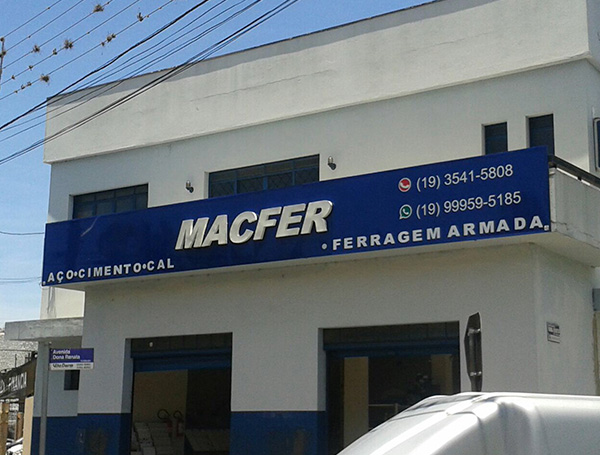 MACFER
(19) 3541-5808
(19) 99959-5185
AÇO•CIMENTO•CAL
• FERRAGEM ARMADA
Avenida
Dona Renata